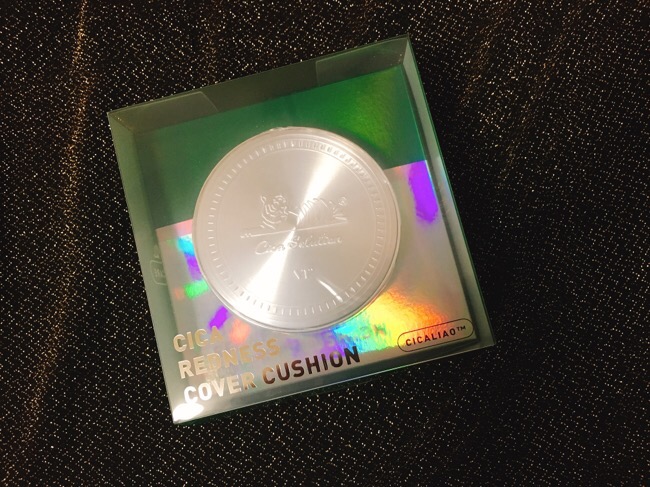 Cica Solution
VT
CICA
REDNESS
COVER CUSHION
CICALIAO™